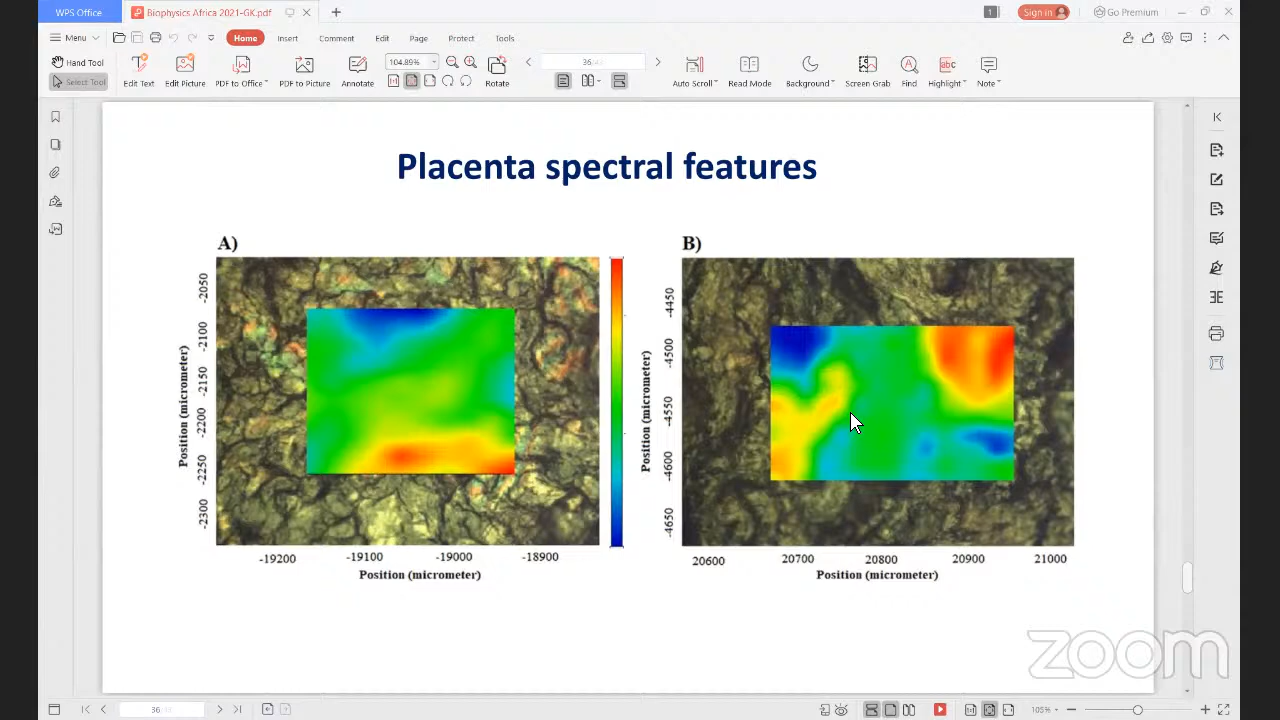 WPS Office
Biophysics Africa 2021-GK.pdf
1
Sign in
Go Premium
Menu
Home
Insert
Comment
Edit
Page
Protect
Tools
Hand Tool
Select Tool
Edit Text
Edit Picture
PDF to Office
PDF to Picture
Annotate
104.89%
Rotate
36
Auto Scroll
Read Mode
Background
Screen Grab
Find
Highlight
Note
Placenta spectral features
A)
B)
Position (micrometer)
-2050
-2100
-2150
-2200
-2250
-2300
-19200
-19100
-19000
-18900
Position (micrometer)
Position (micrometer)
-4450
-4500
-4550
-4600
-4650
20600
20700
20800
20900
21000
Position (micrometer)
zoom
36
105%